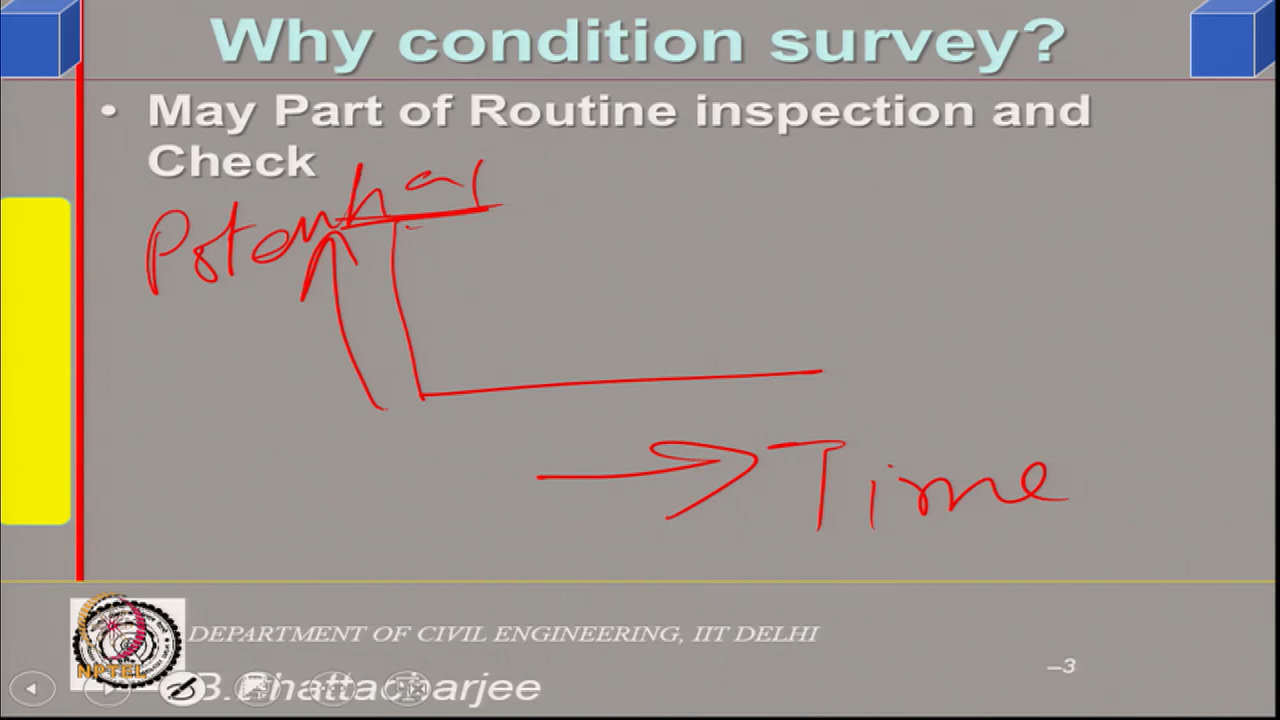 Why condition survey?
• May Part of Routine inspection and
Check
Potential
Time
DEPARTMENT OF CIVIL ENGINEERING, IIT DELHI
–3
NPTEL
B.Bhattacharjee